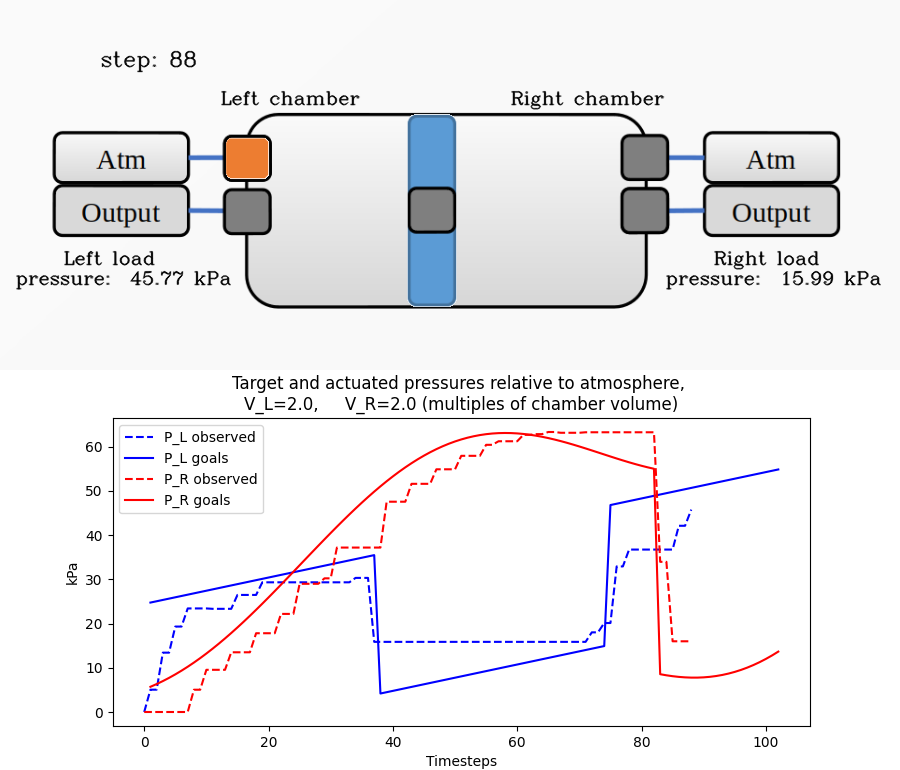 step: 88
Left chamber
Right chamber
Atm
Atm
Output
Output
Left load
pressure: 45.77 kPa
Right load
pressure: 15.99 kPa
Target and actuated pressures relative to atmosphere,
V_L=2.0, V_R=2.0 (multiples of chamber volume)
P_L observed
P_L goals
P_R observed
P_R goals
kPa
60
50
40
30
20
10
0
0 20 40 60 80 100
Timesteps